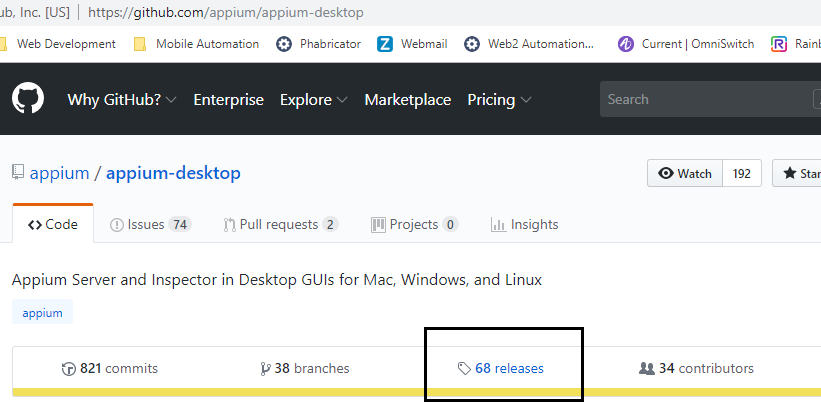 ub, Inc. [US] | https://github.com/appium/appium-desktop
Web Development Mobile Automation Phabricator Z Webmail Web2 Automation... Current | OmniSwitch R Rainb
Why GitHub? Enterprise Explore Marketplace Pricing Search /
appium / appium-desktop Watch 192 Star
<> Code Issues 74 Pull requests 2 Projects 0 Insights
Appium Server and Inspector in Desktop GUIs for Mac, Windows, and Linux
appium
821 commits 38 branches 68 releases 34 contributors